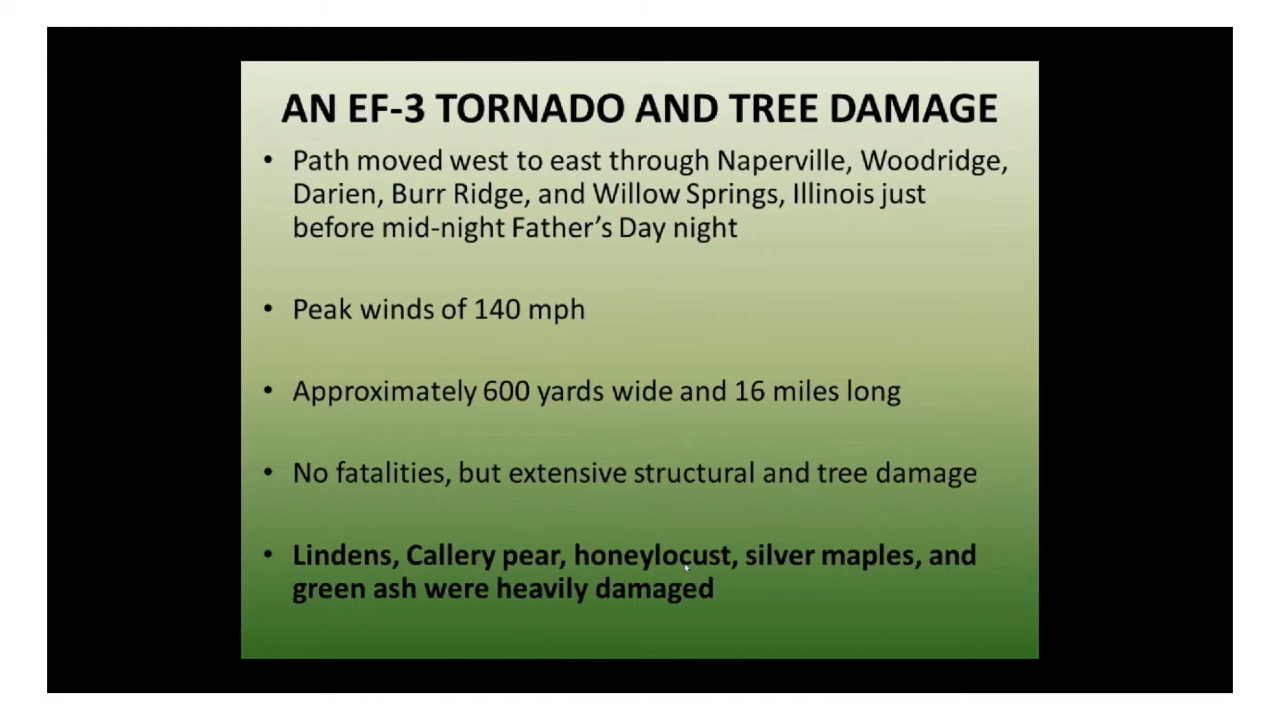 AN EF-3 TORNADO AND TREE DAMAGE
• Path moved west to east through Naperville, Woodridge,
Darien, Burr Ridge, and Willow Springs, Illinois just
before mid-night Father's Day night
• Peak winds of 140 mph
• Approximately 600 yards wide and 16 miles long
• No fatalities, but extensive structural and tree damage
• Lindens, Callery pear, honeylocust, silver maples, and
green ash were heavily damaged